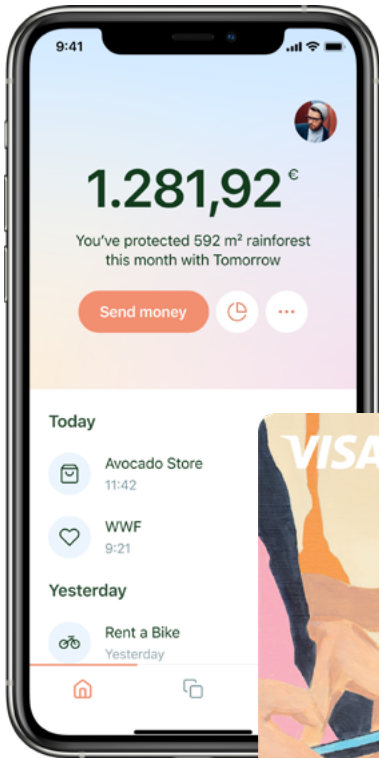 9:41
1.281,92 €
You've protected 592 m² rainforest
this month with Tomorrow
Send money
Today
Avocado Store
11:42
WWF
9:21
Yesterday
Rent a Bike
Yesterday
VISA